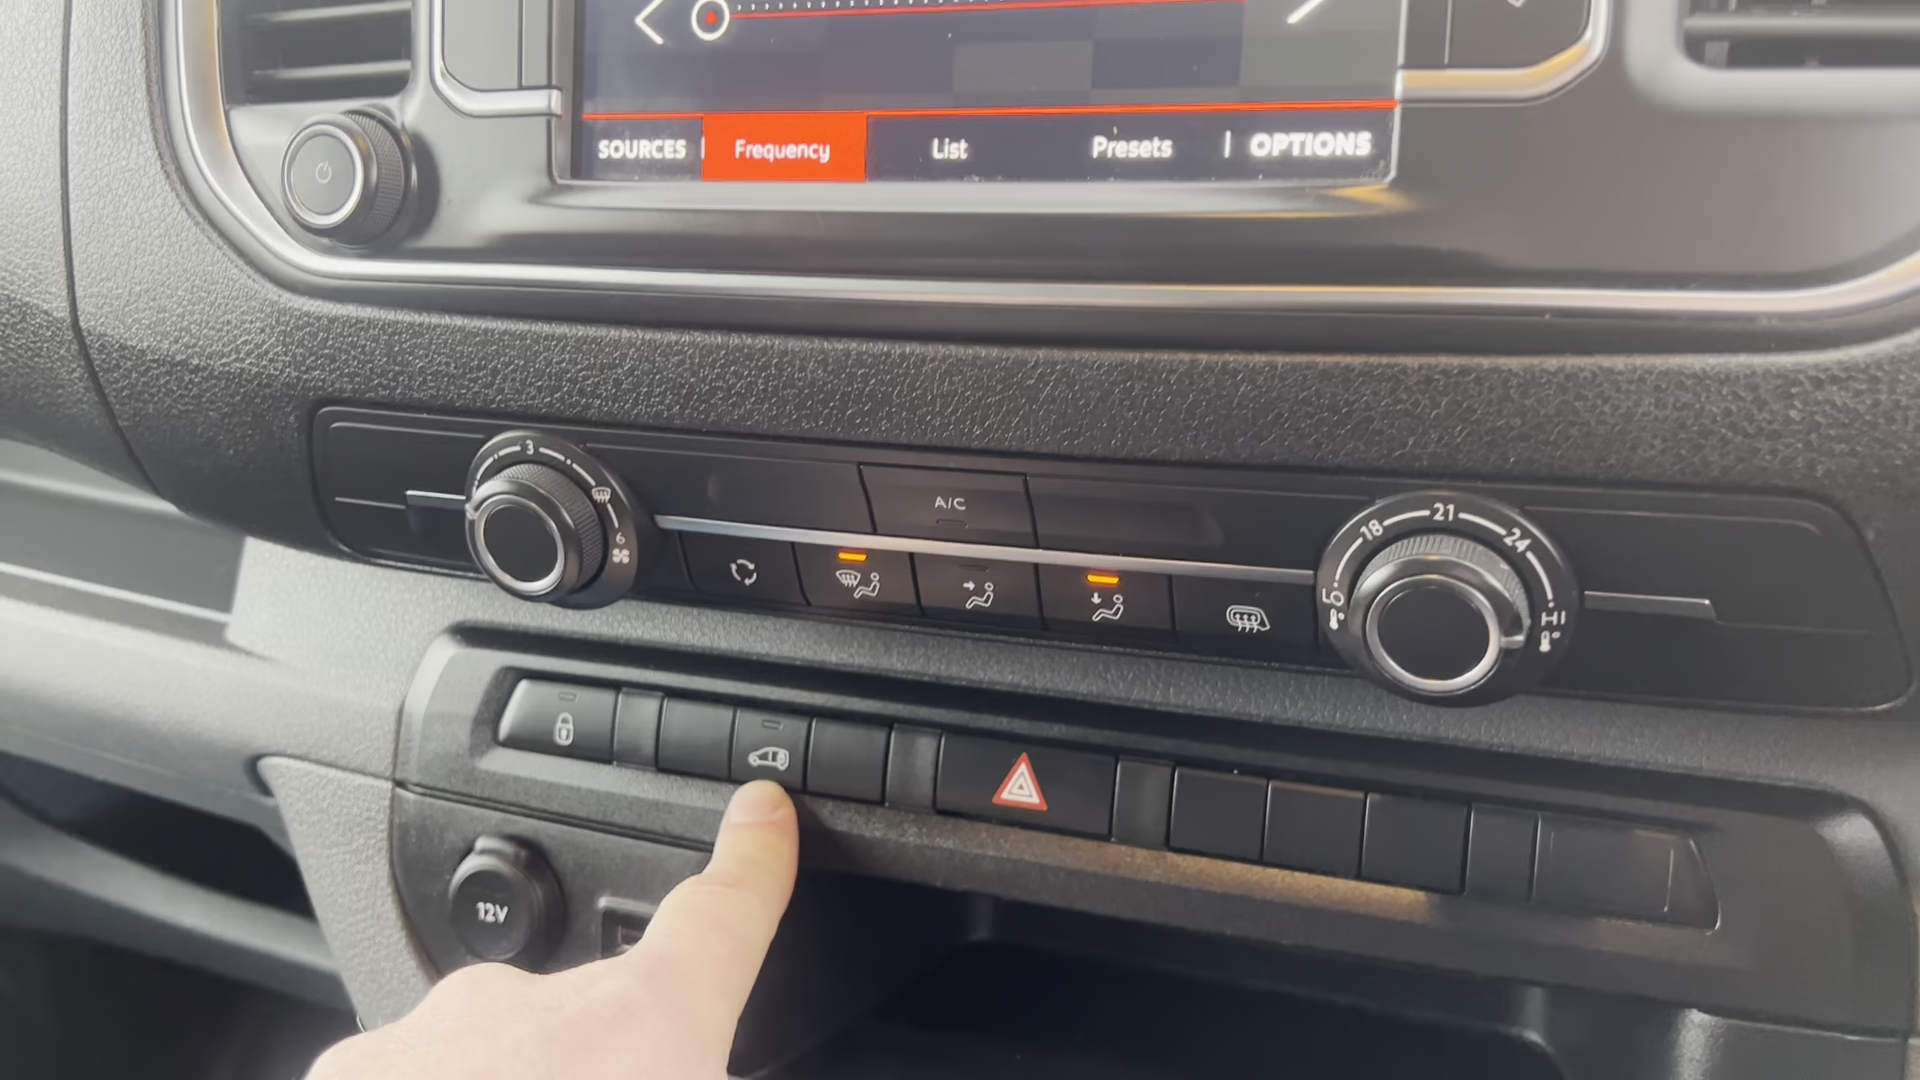 SOURCES Frequency List Presets OPTIONS
3
6
A/C
18 21 24
LO
HI
12V